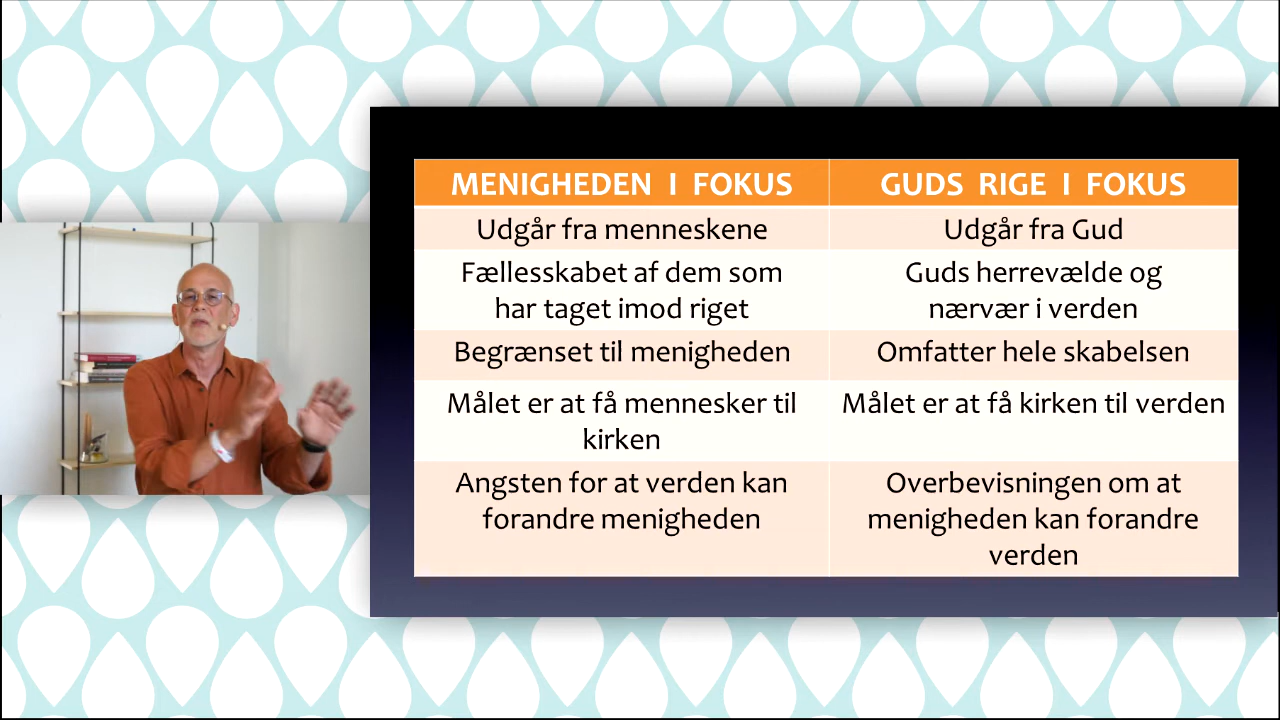 MENIGHEDEN I FOKUS
GUDS RIGE I FOKUS
Udgår fra menneskene
Udgår fra Gud
Fællesskabet af dem som
har taget imod riget
Guds herrevælde og
nærvær i verden
Begrænset til menigheden
Omfatter hele skabelsen
Målet er at få mennesker til
kirken
Målet er at få kirken til verden
Angsten for at verden kan
forandre menigheden
Overbevisningen om at
menigheden kan forandre
verden